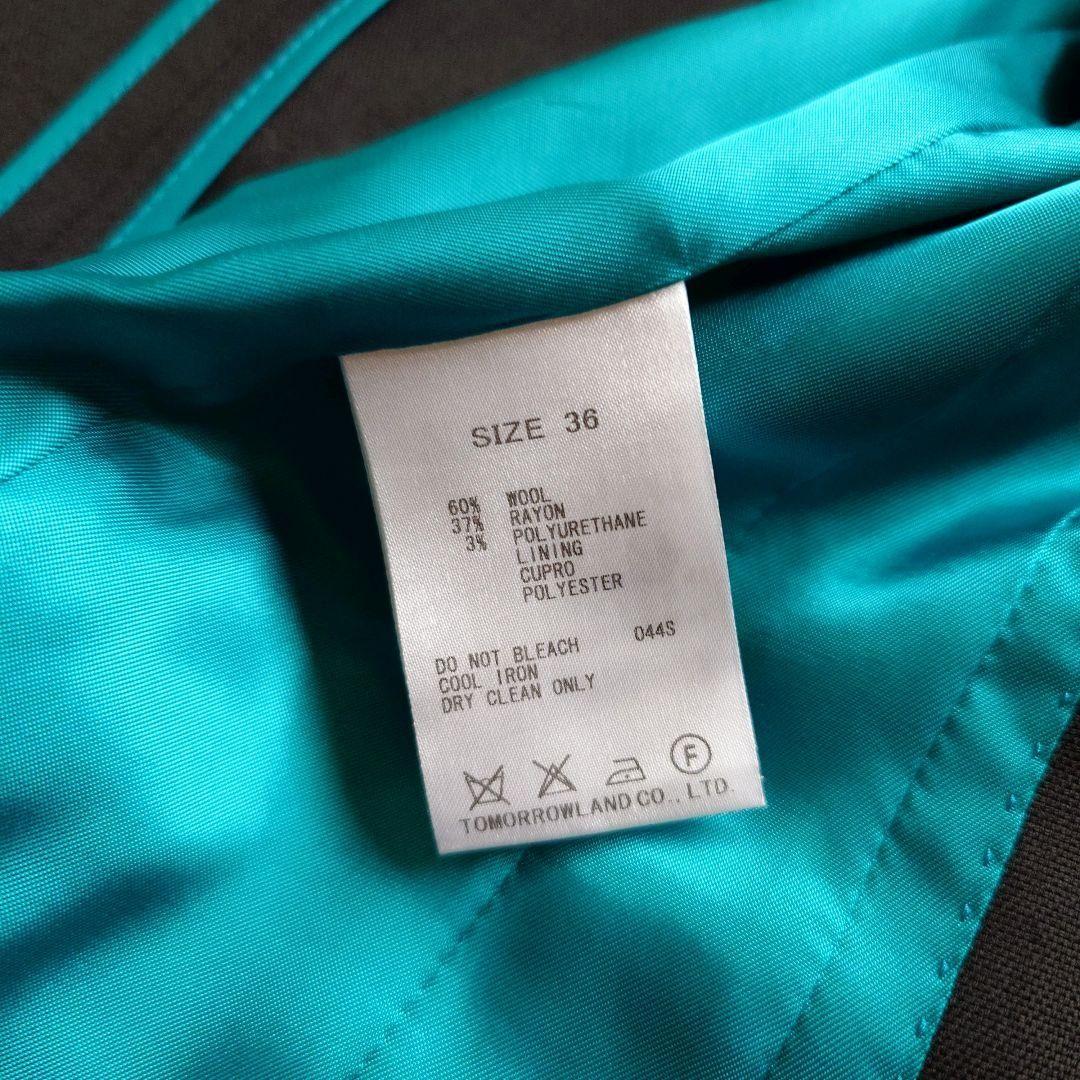 SIZE 36
60% WOOL
37% RAYON
3% POLYURETHANE
LINING
CUPRO
POLYESTER
DO NOT BLEACH 044S
COOL IRON
DRY CLEAN ONLY
F
TOMORROWLAND CO., LTD.